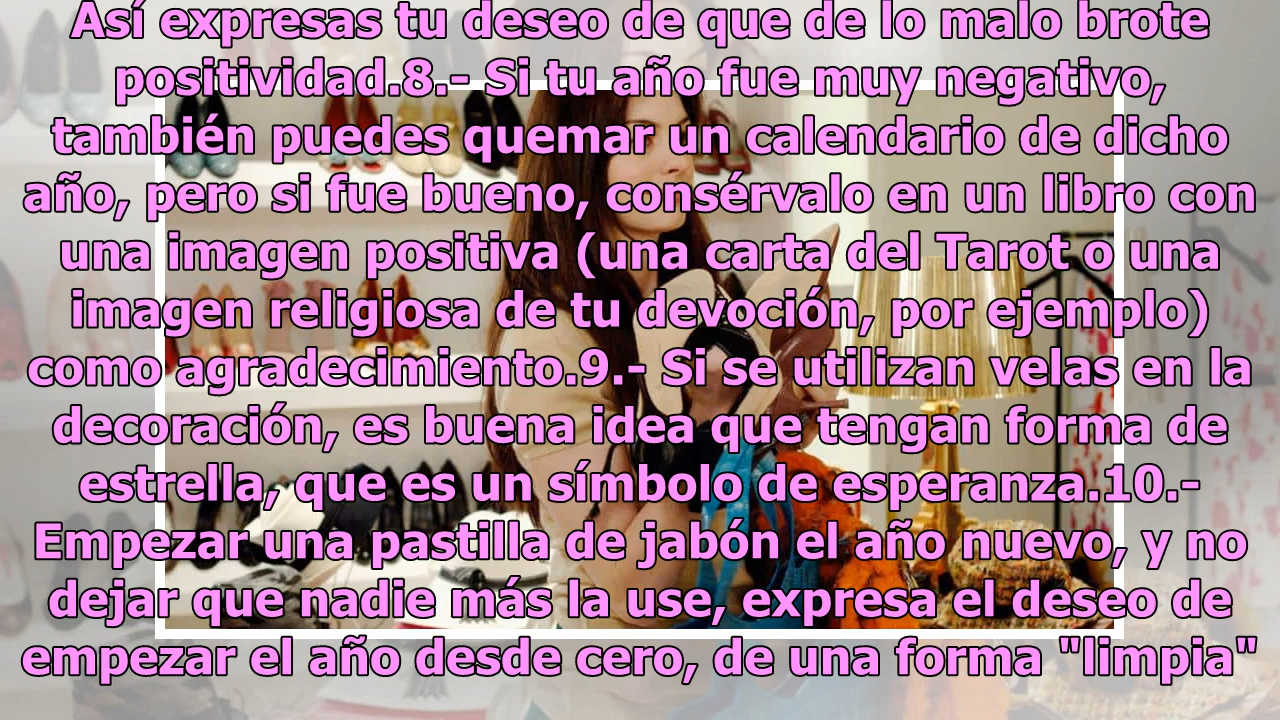 Así expresas tu deseo de que de lo malo brote
positividad.8.- Si tu año fue muy negativo,
también puedes quemar un calendario de dicho
año, pero si fue bueno, consérvalo en un libro con
una imagen positiva (una carta del Tarot o una
imagen religiosa de tu devoción, por ejemplo)
como agradecimiento.9.- Si se utilizan velas en la
decoración, es buena idea que tengan forma de
estrella, que es un símbolo de esperanza.10.-
Empezar una pastilla de jabón el año nuevo, y no
dejar que nadie más la use, expresa el deseo de
empezar el año desde cero, de una forma "limpia"